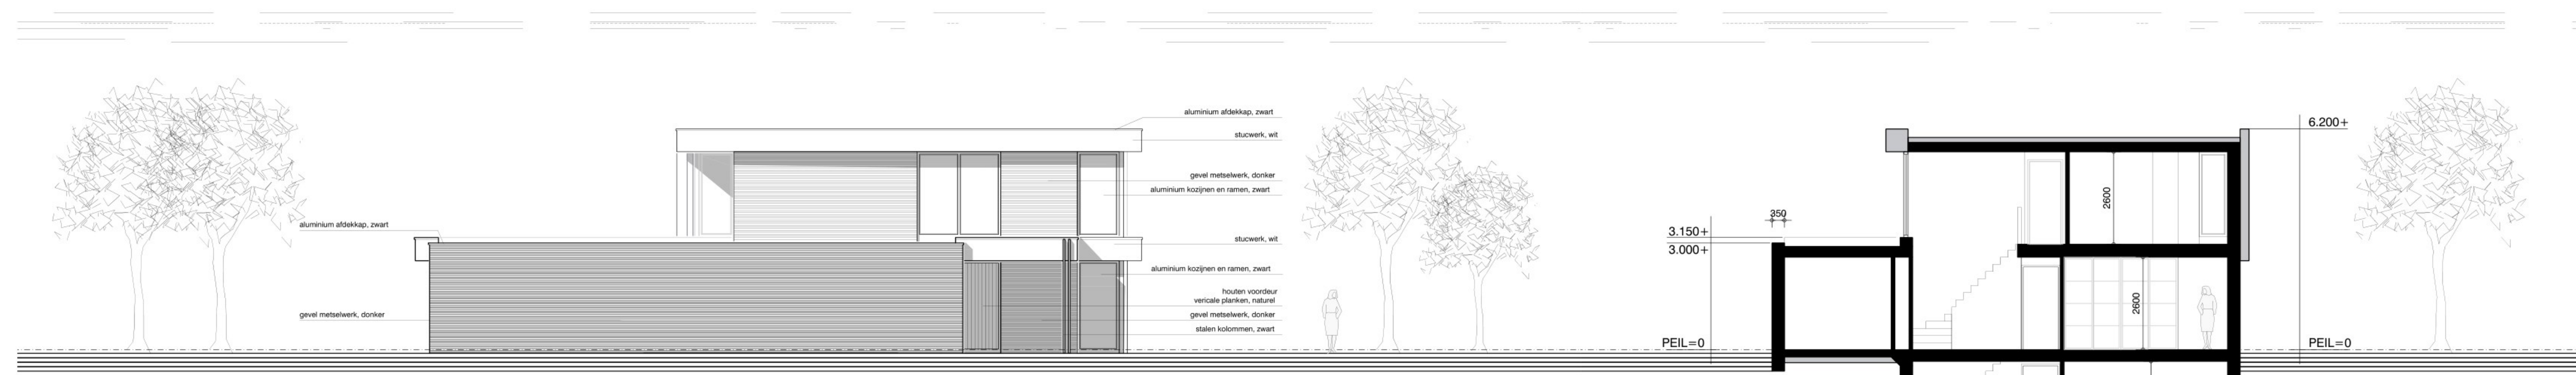 aluminium afdekkap, zwart
gevel metselwerk, donker
aluminium afdekkap, zwart
stucwerk, wit
gevel metselwerk, donker
aluminium kozijnen en ramen, zwart
stucwerk, wit
aluminium kozijnen en ramen, zwart
houten voordeur
vericale planken, naturel
gevel metselwerk, donker
stalen kolommen, zwart
350
3.150+
3.000+
PEIL=0
2600
2600
6.200+
PEIL=0